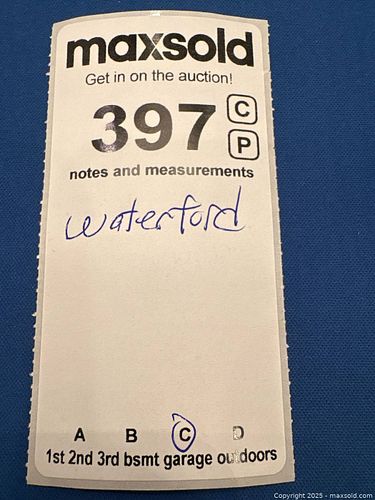 maxsold
Get in on the auction!
397 C
P
notes and measurements
waterford
A B C D
1st 2nd 3rd bsmt garage outdoors
Copyright 2025 - maxsold.com